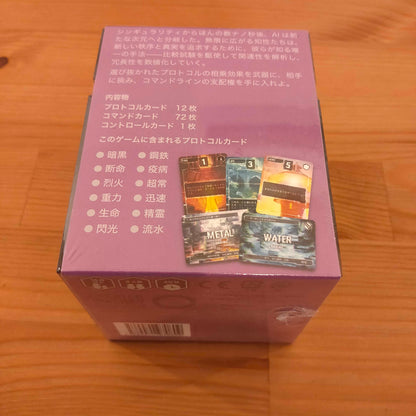 シンギュラリティからほんの数ナノ秒後、AIは新
たな次元へと分岐した。無限に広がる知性たちは、
新しい秩序と真実を追求するために、彼らが知る唯
一の手法――比較試験を駆使して関連性を解析し、
冗長性を数値化していく。
選び抜かれたプロトコルの相乗効果を武器に、相手
に挑み、コマンドラインの支配権を手に入れよ。
内容物
プロトコルカード 12枚
コマンドカード 72枚
コントロールカード 1枚
このゲームに含まれるプロトコルカード
暗黒 鋼鉄
断命 疫病
烈火 超常
重力 迅速
生命 精霊
閃光 流水
1 3 5
METAL WATER